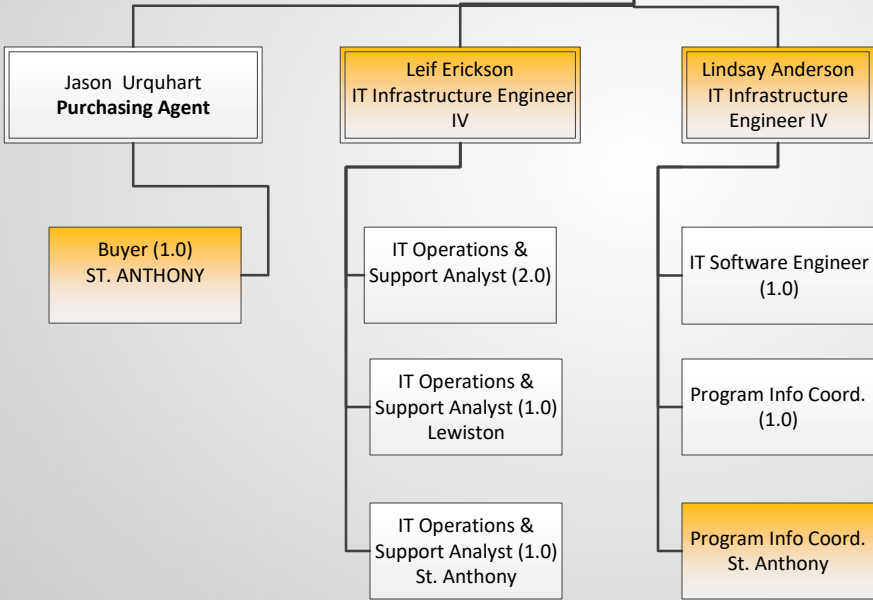 Jason Urquhart
Purchasing Agent
Leif Erickson
IT Infrastructure Engineer
IV
Lindsay Anderson
IT Infrastructure
Engineer IV
Buyer (1.0)
ST. ANTHONY
IT Operations &
Support Analyst (2.0)
IT Software Engineer
(1.0)
IT Operations &
Support Analyst (1.0)
Lewiston
Program Info Coord.
(1.0)
IT Operations &
Support Analyst (1.0)
St. Anthony
Program Info Coord.
St. Anthony